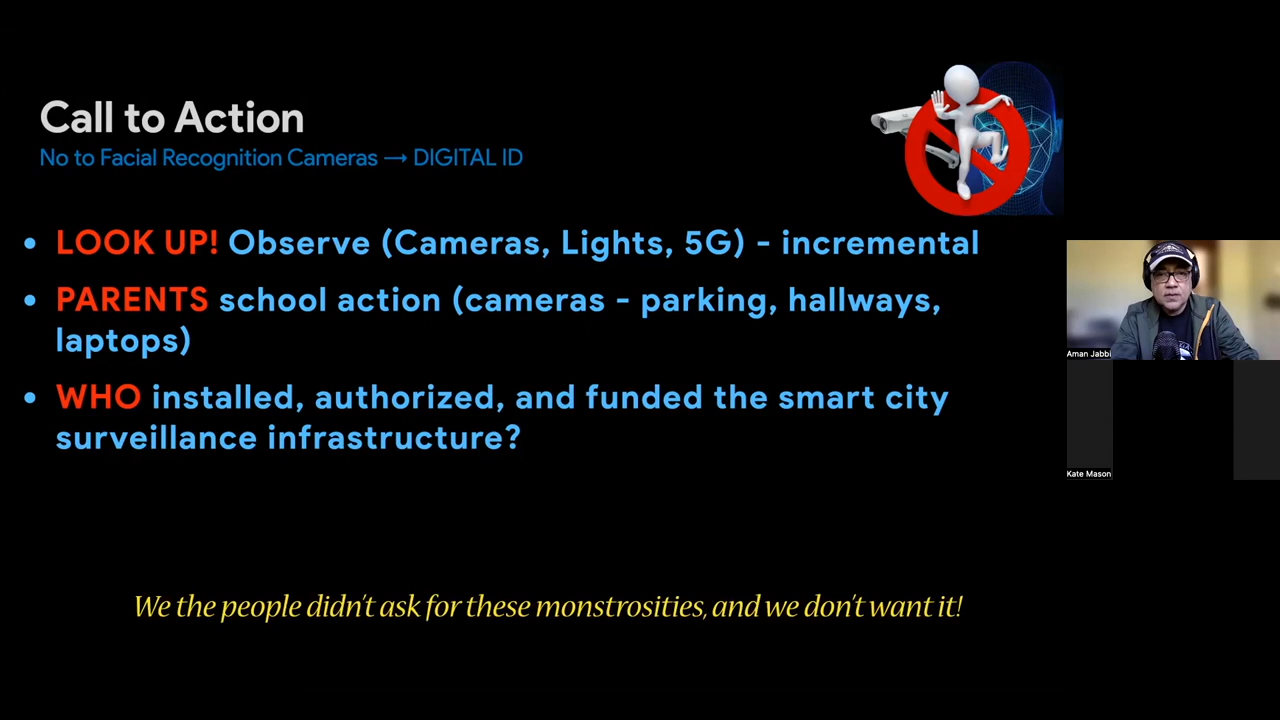 Call to Action
No to Facial Recognition Cameras → DIGITAL ID
• LOOK UP! Observe (Cameras, Lights, 5G) - incremental
• PARENTS school action (cameras - parking, hallways,
laptops)
• WHO installed, authorized, and funded the smart city
surveillance infrastructure?
We the people didn't ask for these monstrosities, and we don't want it!
Aman Jabbi
Kate Mason